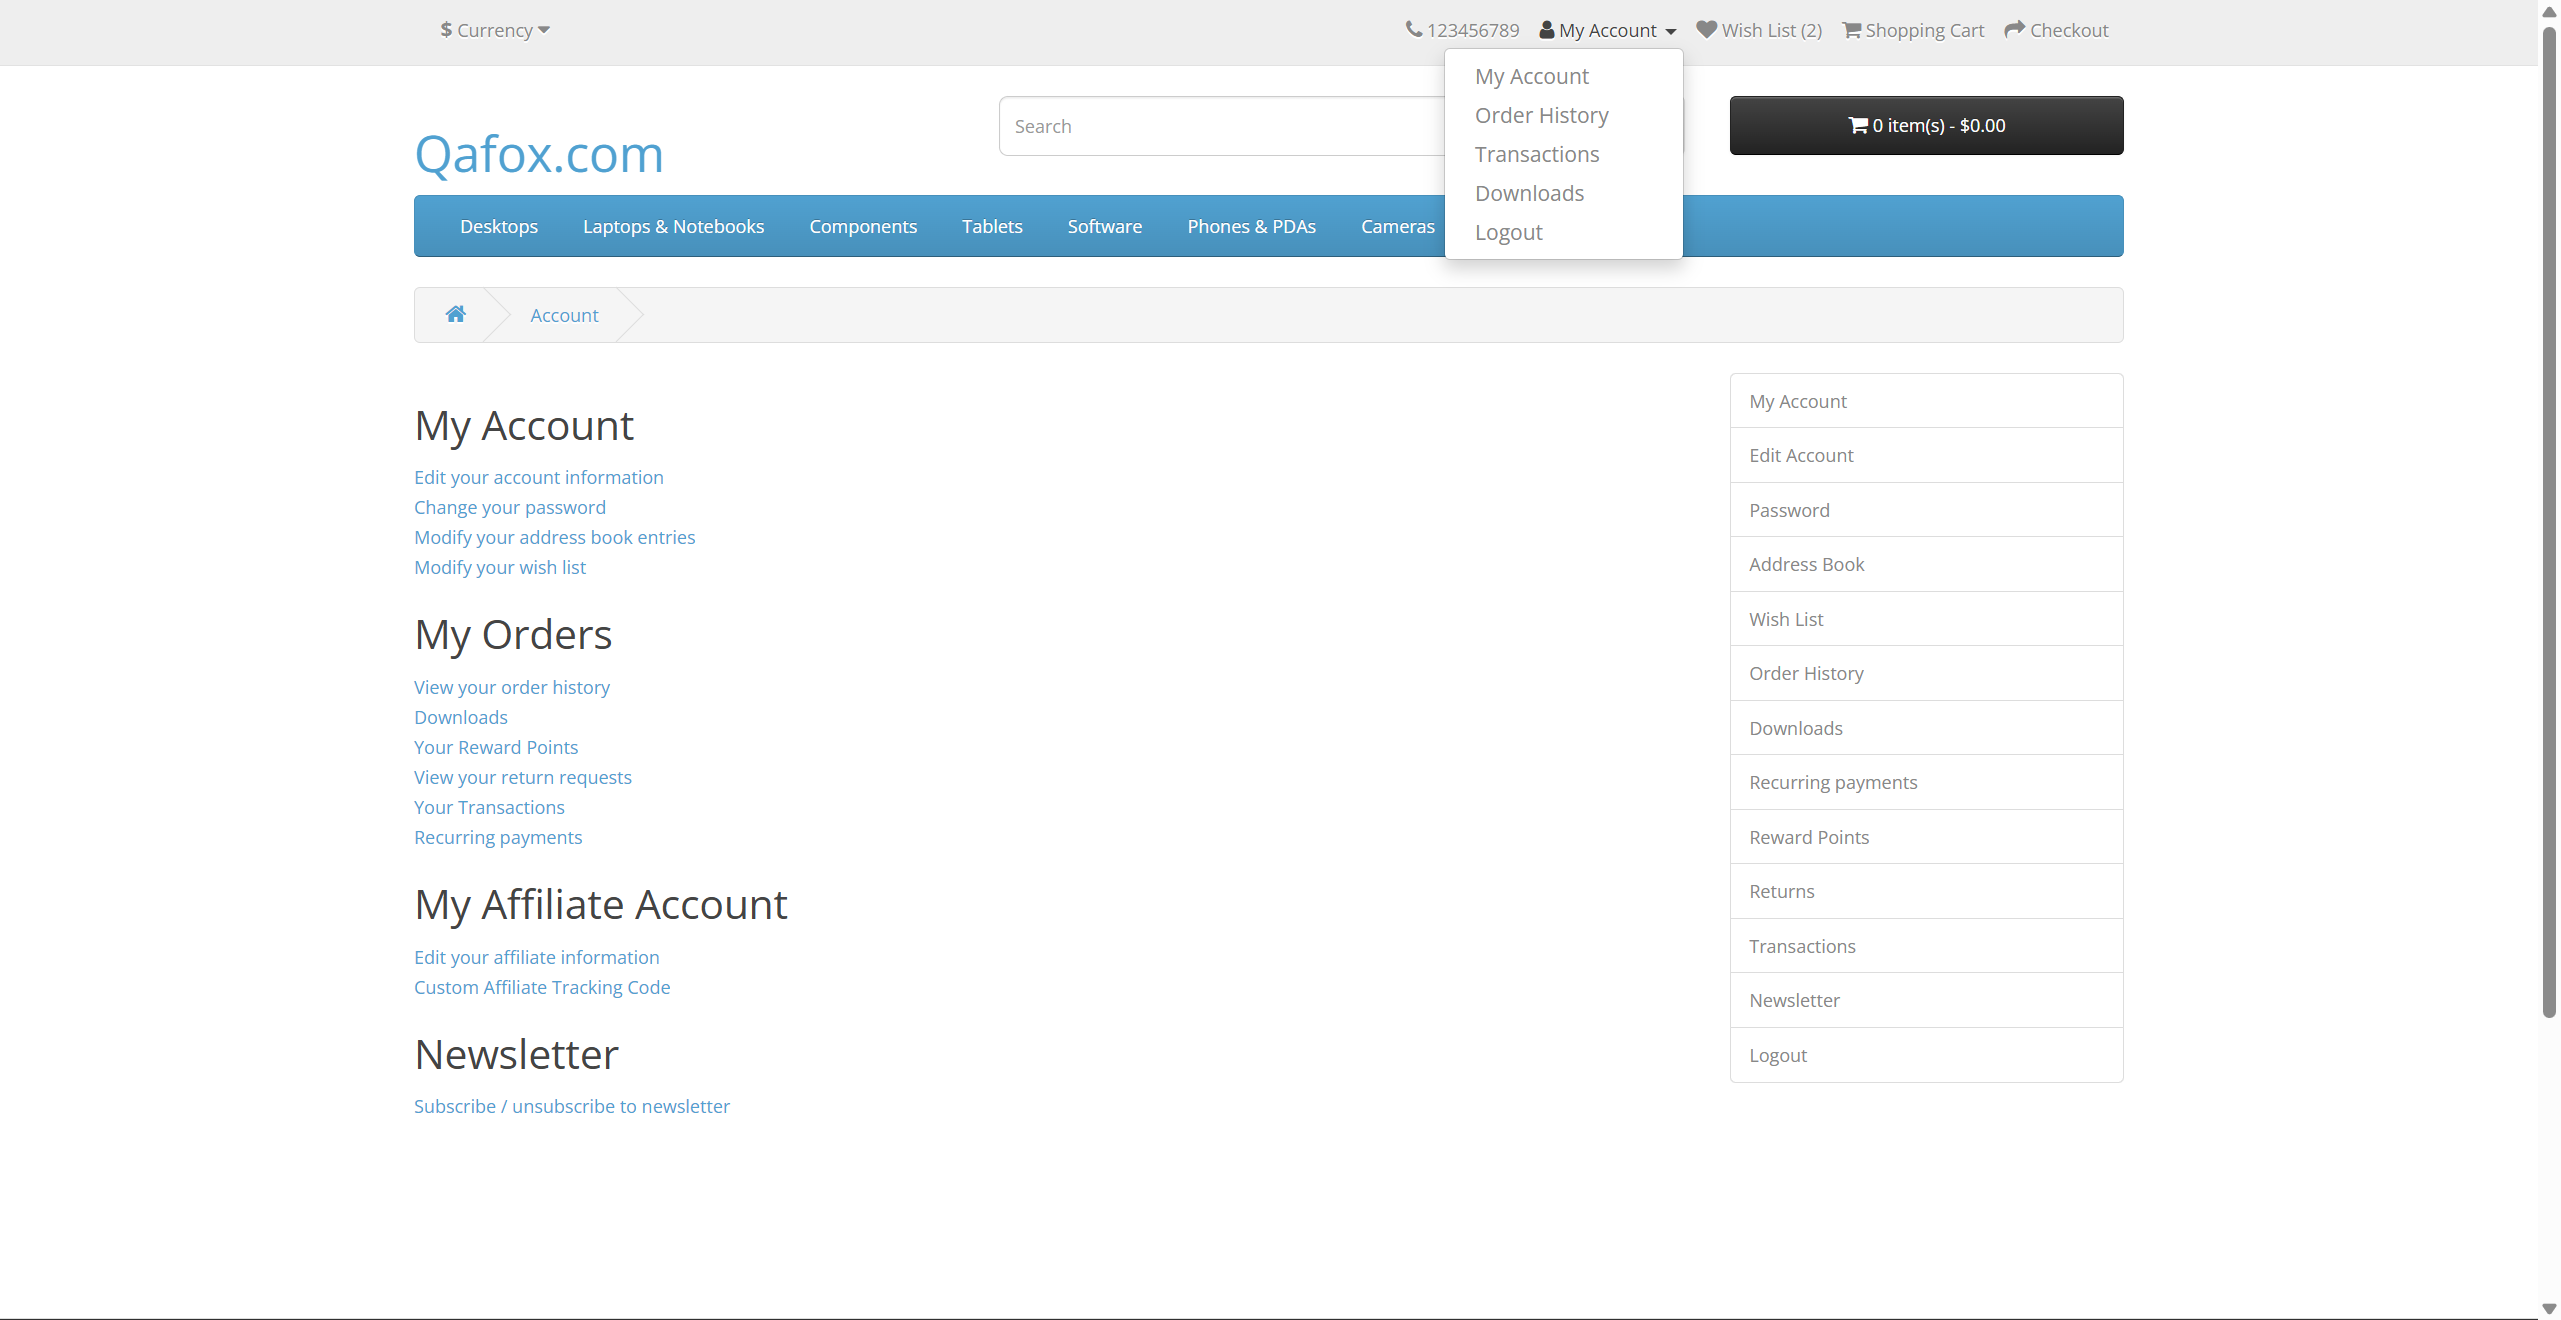 $ Currency
123456789 My Account Wish List (2) Shopping Cart Checkout
My Account
Order History
Transactions
Downloads
Logout
Qafox.com
Search
0 item(s) - $0.00
Desktops Laptops & Notebooks Components Tablets Software Phones & PDAs Cameras
Account
My Account
Edit your account information
Change your password
Modify your address book entries
Modify your wish list
My Orders
View your order history
Downloads
Your Reward Points
View your return requests
Your Transactions
Recurring payments
My Affiliate Account
Edit your affiliate information
Custom Affiliate Tracking Code
Newsletter
Subscribe / unsubscribe to newsletter
My Account
Edit Account
Password
Address Book
Wish List
Order History
Downloads
Recurring payments
Reward Points
Returns
Transactions
Newsletter
Logout